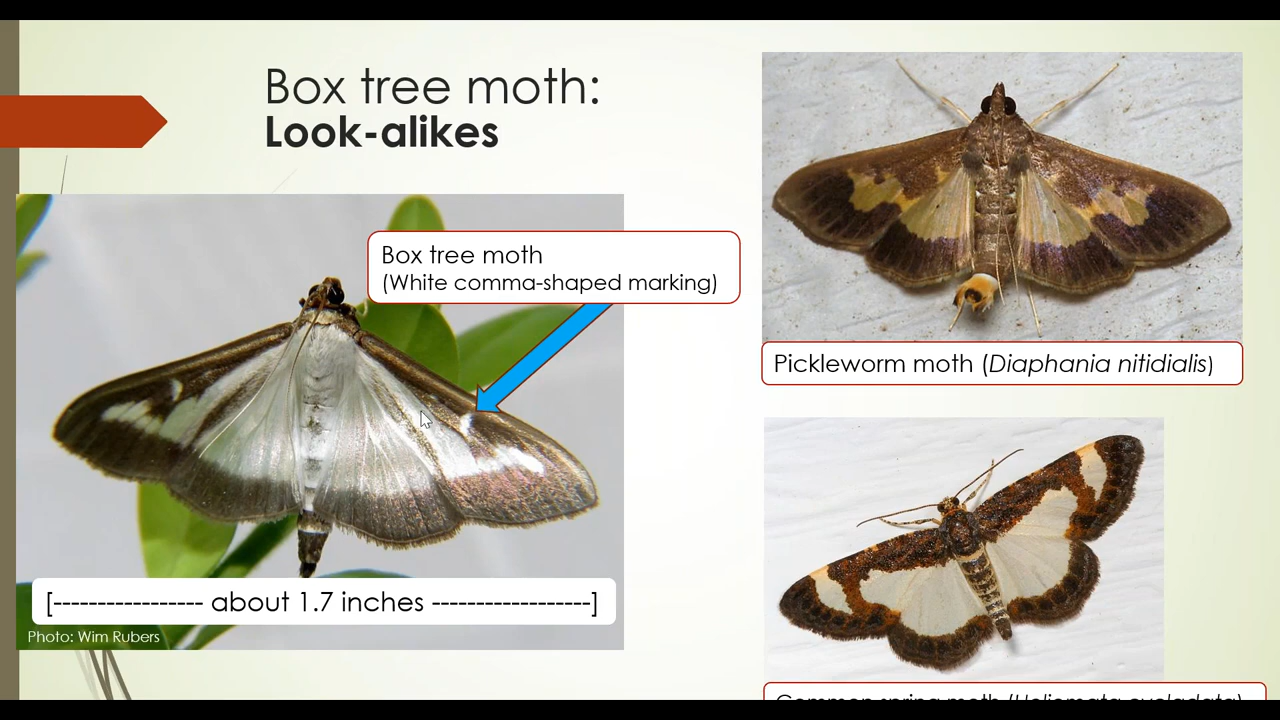 Box tree moth:
Look-alikes
Box tree moth
(White comma-shaped marking)
[----------------- about 1.7 inches ------------------]
Photo: Wim Rubers
Pickleworm moth (Diaphania nitidialis)
Common spring moth (Heliomata cycladata)